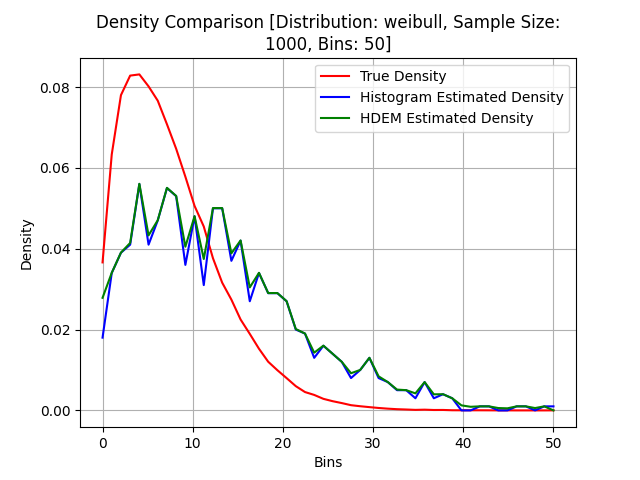 Density Comparison [Distribution: weibull, Sample Size:
1000, Bins: 50]
True Density
Histogram Estimated Density
HDEM Estimated Density
Density
0.08
0.06
0.04
0.02
0.00
0 10 20 30 40 50
Bins